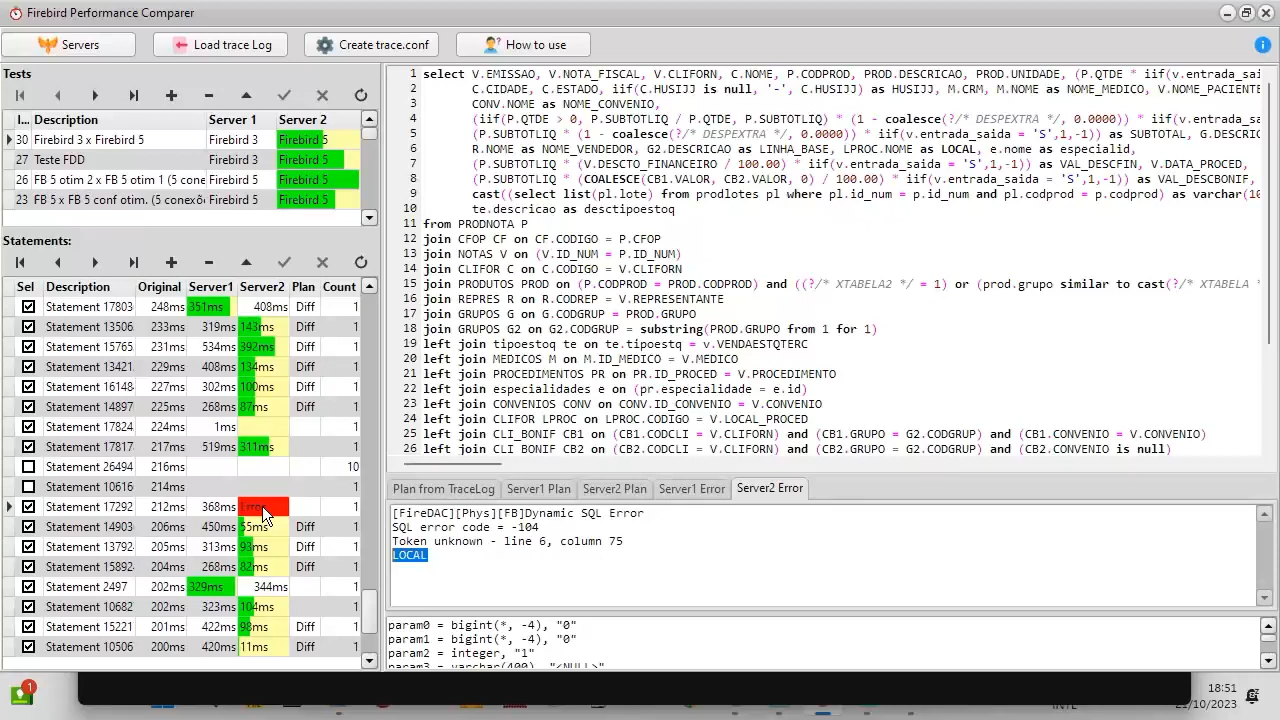 Firebird Performance Comparer
Servers Load trace Log Create trace.conf How to use
Tests
I... Description Server 1 Server 2
30 Firebird 3 x Firebird 5 Firebird 3 Firebird 5
27 Teste FDD Firebird 3 Firebird 5
26 FB 5 otim 2 x FB 5 otim 1 (5 cone Firebird 5 Firebird 5
23 FB 5 x FB 5 conf otim. (5 conexõe Firebird 5 Firebird 5
Statements:
Sel Description Original Server1 Server2 Plan Diff Count
Statement 17803 248ms 351ms 408ms Diff 1
Statement 13506 233ms 319ms 143ms Diff 1
Statement 15765 231ms 534ms 392ms Diff 1
Statement 13421 229ms 408ms 134ms Diff 1
Statement 16148 227ms 302ms 100ms Diff 1
Statement 14897 225ms 268ms 87ms Diff 1
Statement 17824 224ms 1ms 1
Statement 17817 217ms 519ms 311ms Diff 1
Statement 26494 216ms 10
Statement 10616 214ms 1
Statement 17292 212ms 368ms Error 1
Statement 14903 206ms 450ms 55ms Diff 1
Statement 13792 205ms 313ms 93ms Diff 1
Statement 15892 204ms 268ms 82ms Diff 1
Statement 2497 202ms 329ms 344ms 1
Statement 10682 202ms 323ms 104ms Diff 1
Statement 15221 201ms 422ms 98ms Diff 1
Statement 10506 200ms 420ms 11ms Diff 1
1 select V.EMISSAO, V.NOTA_FISCAL, V.CLIFORN, C.NOME, P.CODPROD, PROD.DESCRICAO, PROD.UNIDADE, (P.QTDE * iif(v.entrada_sai
2 C.CIDADE, C.ESTADO, iif(C.HUSIJJ is null, '-', C.HUSIJJ) as HUSIJJ, M.CRM, M.NOME as NOME_MEDICO, V.NOME_PACIENTE
3 CONV.NOME as NOME_CONVENIO,
4 (iif(P.QTDE > 0, P.SUBTOTLIQ / P.QTDE, P.SUBTOTLIQ) * (1 - coalesce(?/* DESPEXTRA */, 0.0000)) * iif(v.entrada_sa
5 (P.SUBTOTLIQ * (1 - coalesce(?/* DESPEXTRA */, 0.0000)) * iif(v.entrada_saida = 'S',1,-1)) as SUBTOTAL, G.DESCRIC
6 R.NOME as NOME_VENDEDOR, G2.DESCRICAO as LINHA_BASE, LPROC.NOME as LOCAL, e.nome as especialid,
7 (P.SUBTOTLIQ * (V.DESCTO_FINANCEIRO / 100.00) * iif(v.entrada_saida = 'S',1,-1)) as VAL_DESCFIN, V.DATA_PROCED,
8 (P.SUBTOTLIQ * (COALESCE(CB1.VALOR, CB2.VALOR, 0) / 100.00) * iif(v.entrada_saida = 'S',1,-1)) as VAL_DESCBONIF,
9 cast((select list(pl.lote) from prodlotes pl where pl.id_num = p.id_num and pl.codprod = p.codprod) as varchar(10
10 te.descricao as desctipoestoq
11 from PRODNOTA P
12 join CFOP CF on CF.CODIGO = P.CFOP
13 join NOTAS V on (V.ID_NUM = P.ID_NUM)
14 join CLIFOR C on C.CODIGO = V.CLIFORN
15 join PRODUTOS PROD on (P.CODPROD = PROD.CODPROD) and ((?/* XTABELA2 */ = 1) or (prod.grupo similar to cast(?/* XTABELA *
16 join REPRES R on R.CODREP = V.REPRESENTANTE
17 join GRUPOS G on G.CODGRUP = PROD.GRUPO
18 join GRUPOS G2 on G2.CODGRUP = substring(PROD.GRUPO from 1 for 1)
19 left join tipoestoq te on te.tipoestoq = v.VENDAESTQTERC
20 left join MEDICOS M on M.ID_MEDICO = V.MEDICO
21 left join PROCEDIMENTOS PR on PR.ID_PROCED = V.PROCEDIMENTO
22 left join especialidades e on (pr.especialidade = e.id)
23 left join CONVENIOS CONV on CONV.ID_CONVENIO = V.CONVENIO
24 left join CLIFOR LPROC on LPROC.CODIGO = V.LOCAL_PROCED
25 left join CLI_BONIF CB1 on (CB1.CODCLI = V.CLIFORN) and (CB1.GRUPO = G2.CODGRUP) and (CB1.CONVENIO = V.CONVENIO)
26 left join CLI_BONIF CB2 on (CB2.CODCLI = V.CLIFORN) and (CB2.GRUPO = G2.CODGRUP) and (CB2.CONVENIO is null)
Plan from TraceLog Server1 Plan Server2 Plan Server1 Error Server2 Error
[FireDAC][Phys][FB]Dynamic SQL Error
SQL error code = -104
Token unknown - line 6, column 75
LOCAL
param0 = bigint(*, -4), "0"
param1 = bigint(*, -4), "0"
param2 = integer, "1"
param3 = varchar(400), "<NULL>"
1
18:51
21/10/2023